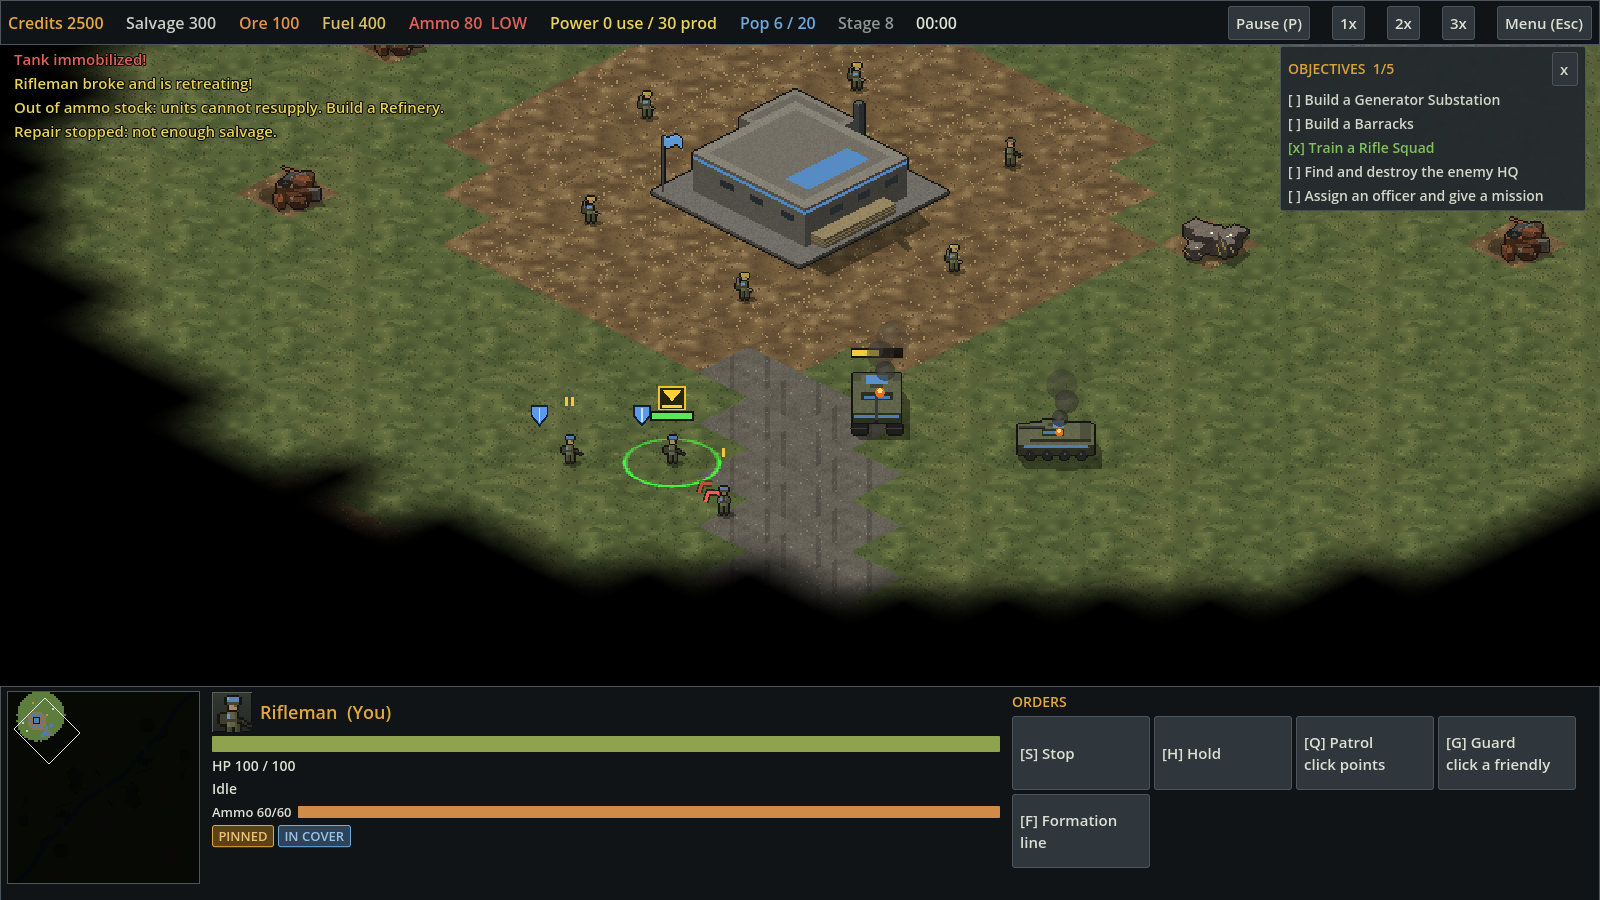 Credits 2500 Salvage 300 Ore 100 Fuel 400 Ammo 80 LOW Power 0 use / 30 prod Pop 6 / 20 Stage 8 00:00 Pause (P) 1x 2x 3x Menu (Esc)
Tank immobilized!
Rifleman broke and is retreating!
Out of ammo stock: units cannot resupply. Build a Refinery.
Repair stopped: not enough salvage.
OBJECTIVES 1/5 x
[ ] Build a Generator Substation
[ ] Build a Barracks
[x] Train a Rifle Squad
[ ] Find and destroy the enemy HQ
[ ] Assign an officer and give a mission
Rifleman (You)
HP 100 / 100
Idle
Ammo 60/60
PINNED IN COVER
ORDERS
[S] Stop
[H] Hold
[Q] Patrol
click points
[G] Guard
click a friendly
[F] Formation
line